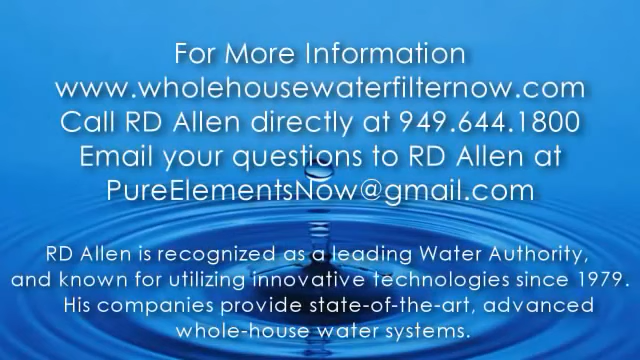 For More Information
www.wholehousewaterfilternow.com
Call RD Allen directly at 949.644.1800
Email your questions to RD Allen at
PureElementsNow@gmail.com
RD Allen is recognized as a leading Water Authority,
and known for utilizing innovative technologies since 1979.
His companies provide state-of-the-art, advanced
whole-house water systems.